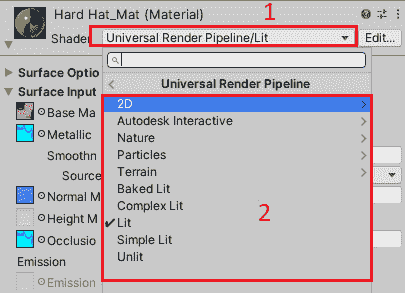 Hard Hat_Mat (Material)
1
Shader Universal Render Pipeline/Lit Edit...
Surface Optio
Universal Render Pipeline
Surface Input
2D
Base Ma
Autodesk Interactive
Metallic
Nature
Smoothn
Particles
Source
Terrain
Normal M
Baked Lit
Complex Lit
Height M
Lit
2
Occlusio
Simple Lit
Emission
Unlit
Emission